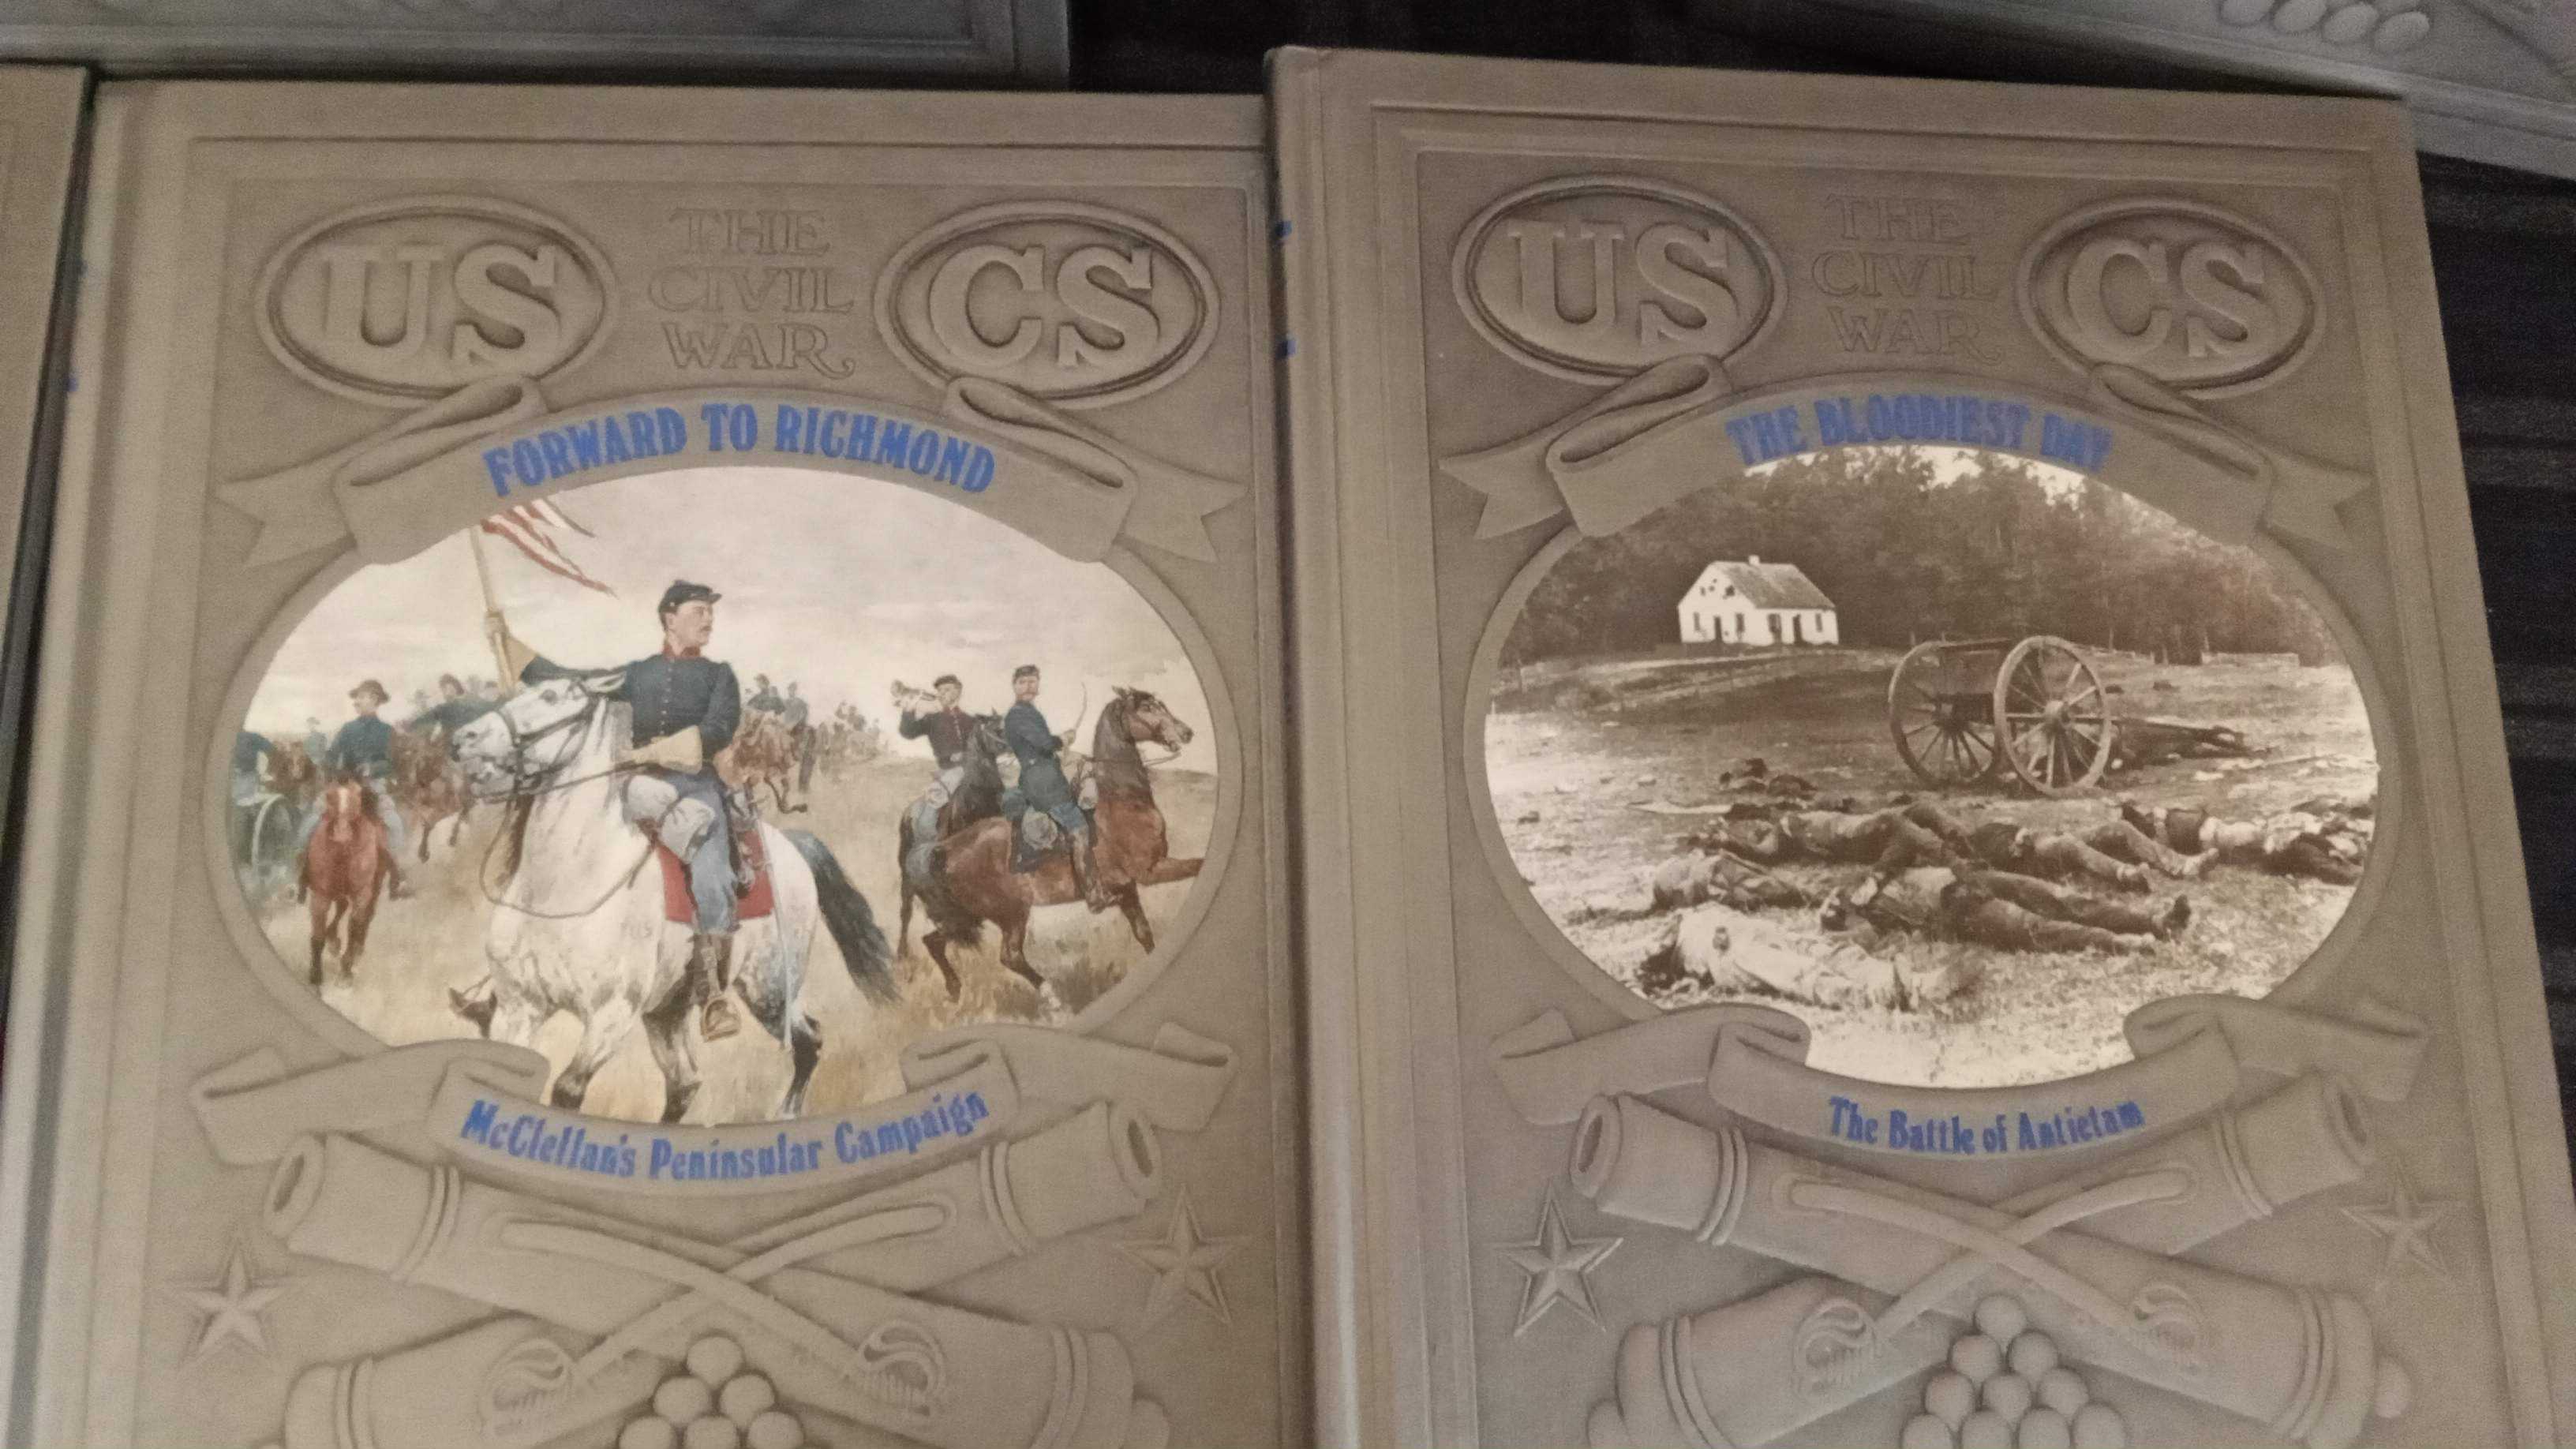 US
THE
CIVIL
WAR
CS
FORWARD TO RICHMOND
McClellan's Peninsular Campaign
US
THE
CIVIL
WAR
CS
THE BLOODIEST DAY
The Battle of Antietam